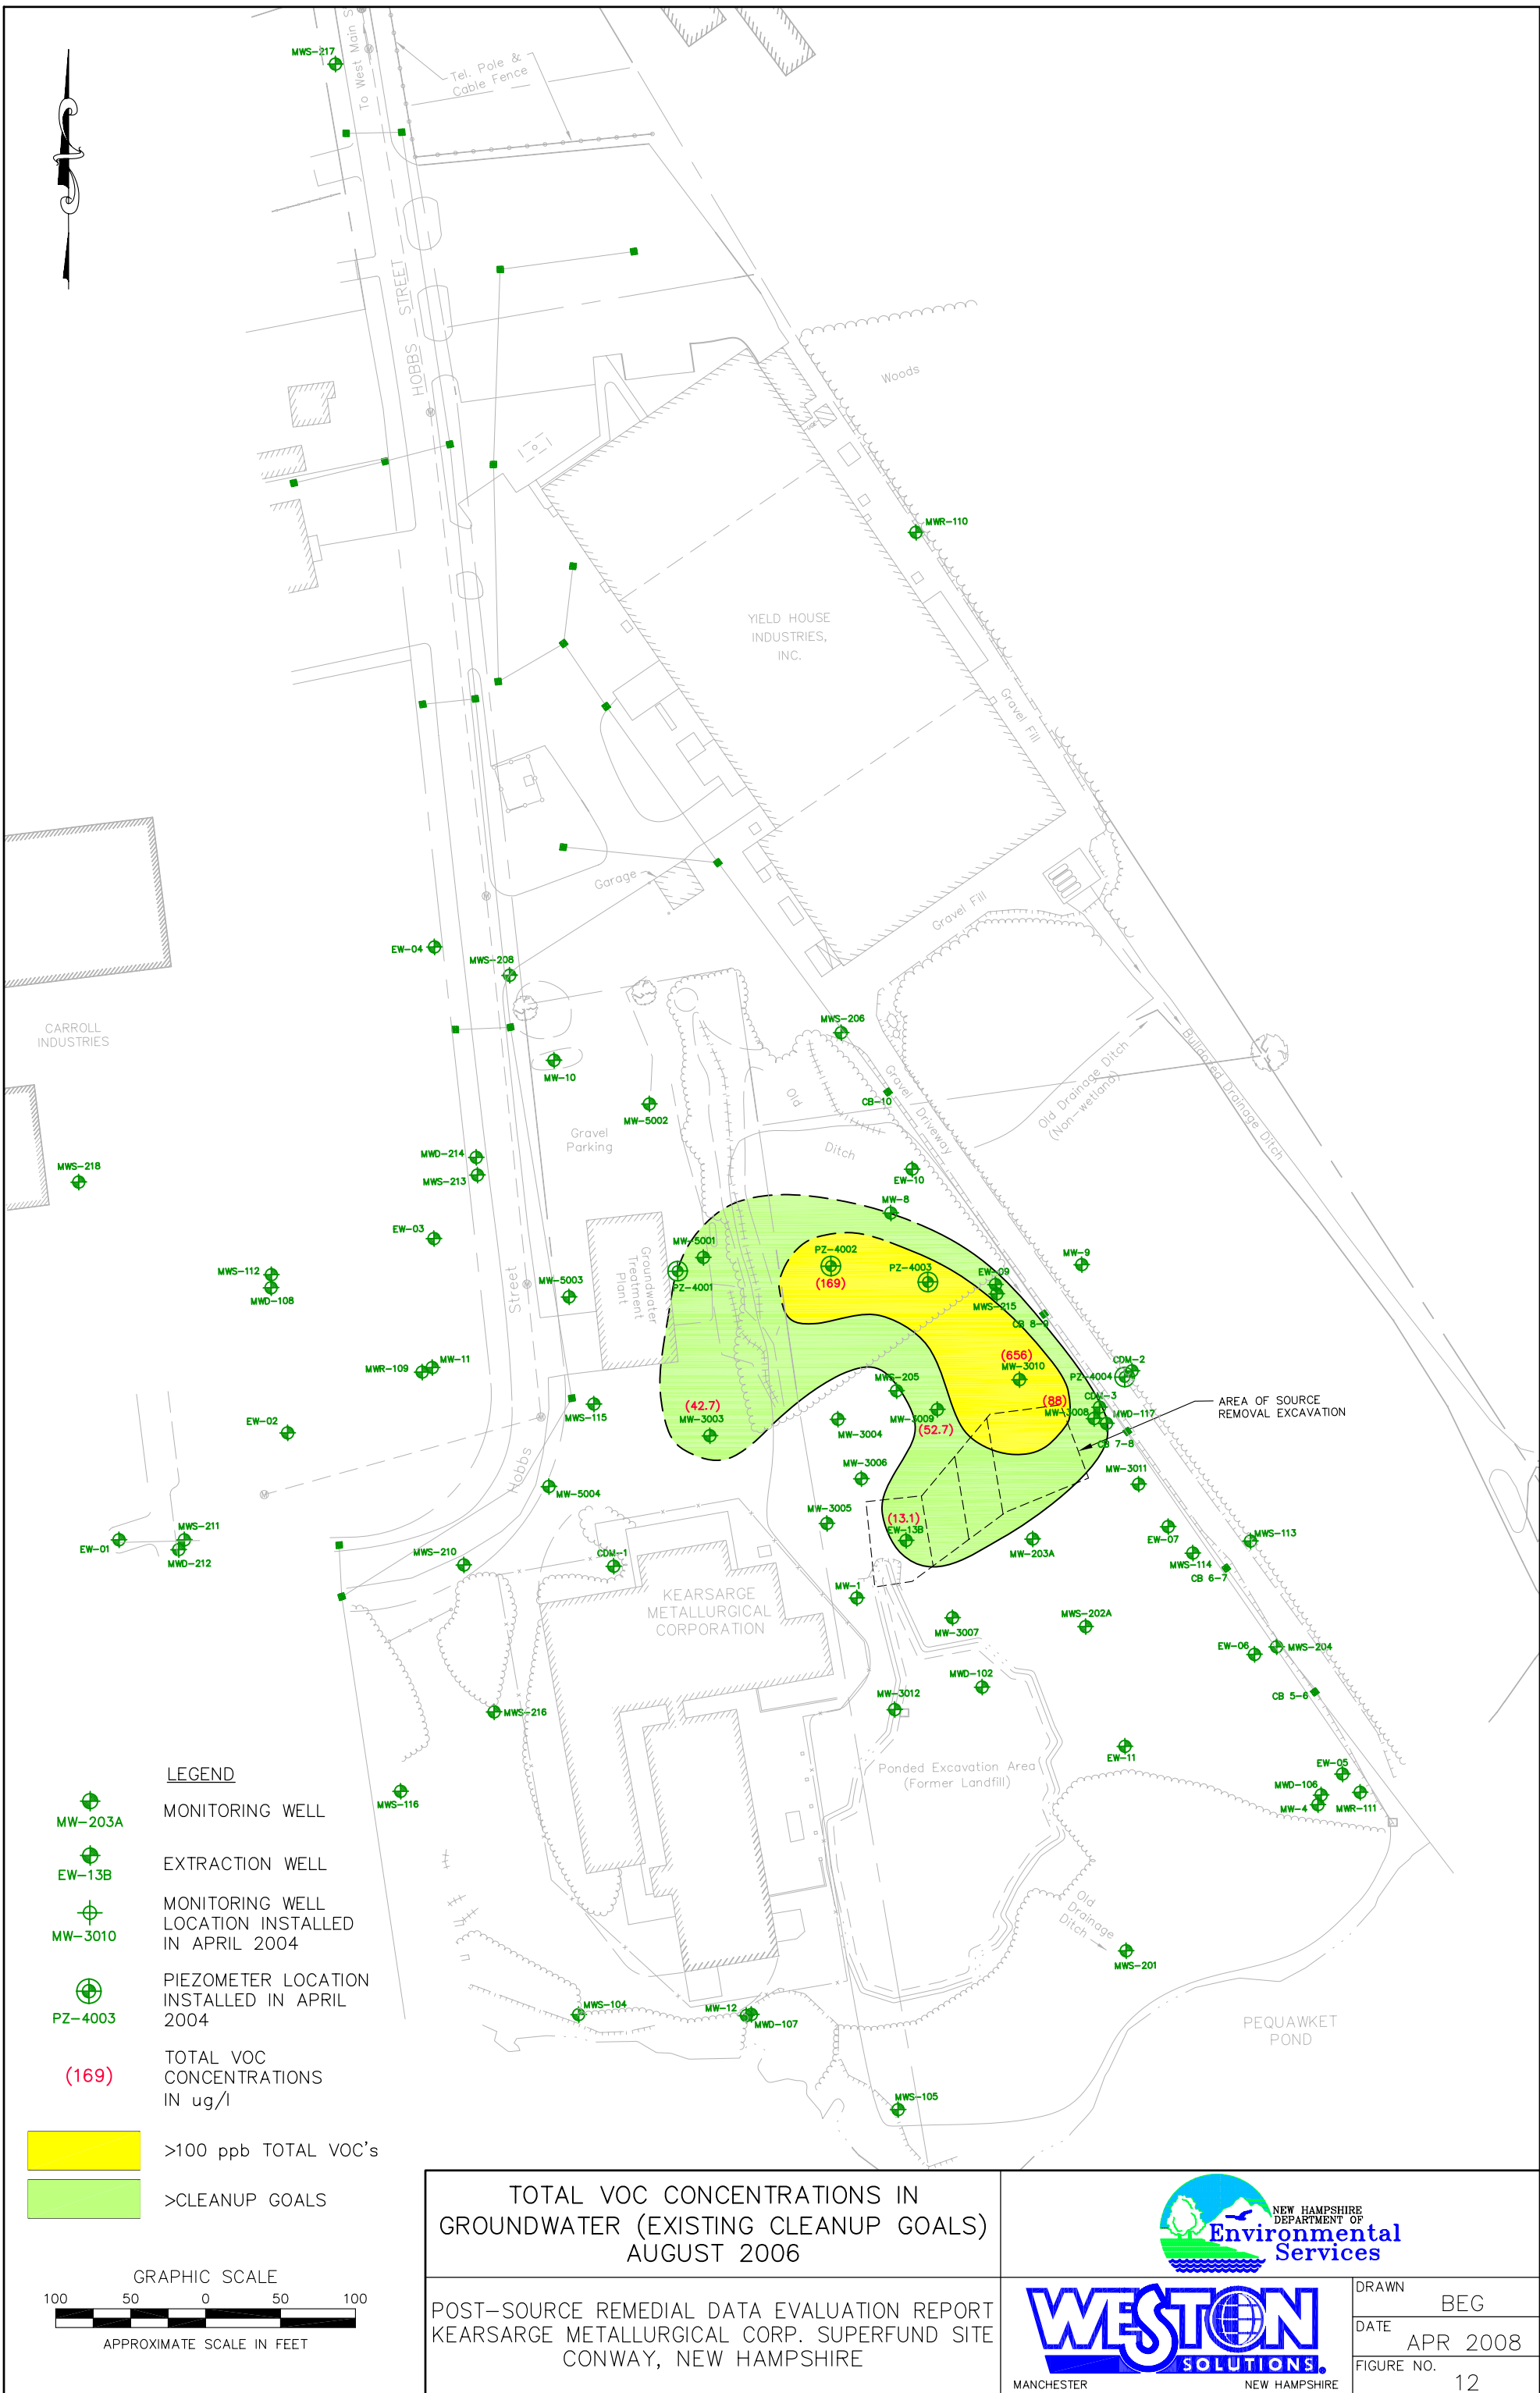 MWS-217
To West Main S
Tel. Pole &
Cable Fence
HOBBS STREET
Woods
MWR-110
YIELD HOUSE
INDUSTRIES,
INC.
Gravel Fill
Garage
Gravel Fill
EW-04
MWS-208
CARROLL
INDUSTRIES
MWS-206
MW-10
CB-10
Old
Gravel Driveway
Old Drainage Ditch
(Non-wetland)
Bulldozed Drainage Ditch
MW-5002
Gravel
Parking
Ditch
MWD-214
MWS-213
MWS-218
EW-10
MW-8
EW-03
MW-5001
PZ-4002
MW-9
MWS-112
MWD-108
PZ-4001
(169)
PZ-4003
EW-09
MWS-215
MW-5003
Groundwater
Treatment
Plant
Street
CB 8-9
MWR-109
MW-11
(656)
MW-3010
CDM-2
PZ-4004
MWS-205
(88)
CDM-3
AREA OF SOURCE
REMOVAL EXCAVATION
EW-02
MWS-115
(42.7)
MW-3003
MW-3004
MW-3009
(52.7)
MW-3008
MWD-117
CB 7-8
MW-3006
MW-3011
Hobbs
MW-5004
MW-3005
(13.1)
EW-13B
EW-07
MWS-113
EW-01
MWS-211
MWD-212
MW-203A
MWS-114
CB 6-7
MWS-210
CDM-1
MW-1
KEARSARGE
METALLURGICAL
CORPORATION
MW-3007
MWS-202A
EW-06
MWS-204
MWD-102
CB 5-6
MW-3012
MWS-216
EW-11
Ponded Excavation Area
(Former Landfill)
EW-05
MWD-106
MW-4
MWR-111
MWS-116
Old
Drainage
Ditch
MWS-201
MWS-104
MW-12
MWD-107
PEQUAWKET
POND
MWS-105
LEGEND
MW-203A
MONITORING WELL
EW-13B
EXTRACTION WELL
MW-3010
MONITORING WELL
LOCATION INSTALLED
IN APRIL 2004
PZ-4003
PIEZOMETER LOCATION
INSTALLED IN APRIL
2004
(169)
TOTAL VOC
CONCENTRATIONS
IN ug/l
>100 ppb TOTAL VOC's
>CLEANUP GOALS
GRAPHIC SCALE
100 50 0 50 100
APPROXIMATE SCALE IN FEET
TOTAL VOC CONCENTRATIONS IN
GROUNDWATER (EXISTING CLEANUP GOALS)
AUGUST 2006
POST-SOURCE REMEDIAL DATA EVALUATION REPORT
KEARSARGE METALLURGICAL CORP. SUPERFUND SITE
CONWAY, NEW HAMPSHIRE
NEW HAMPSHIRE
DEPARTMENT OF
Environmental
Services
WESTON
SOLUTIONS®
MANCHESTER NEW HAMPSHIRE
DRAWN
BEG
DATE
APR 2008
FIGURE NO.
12